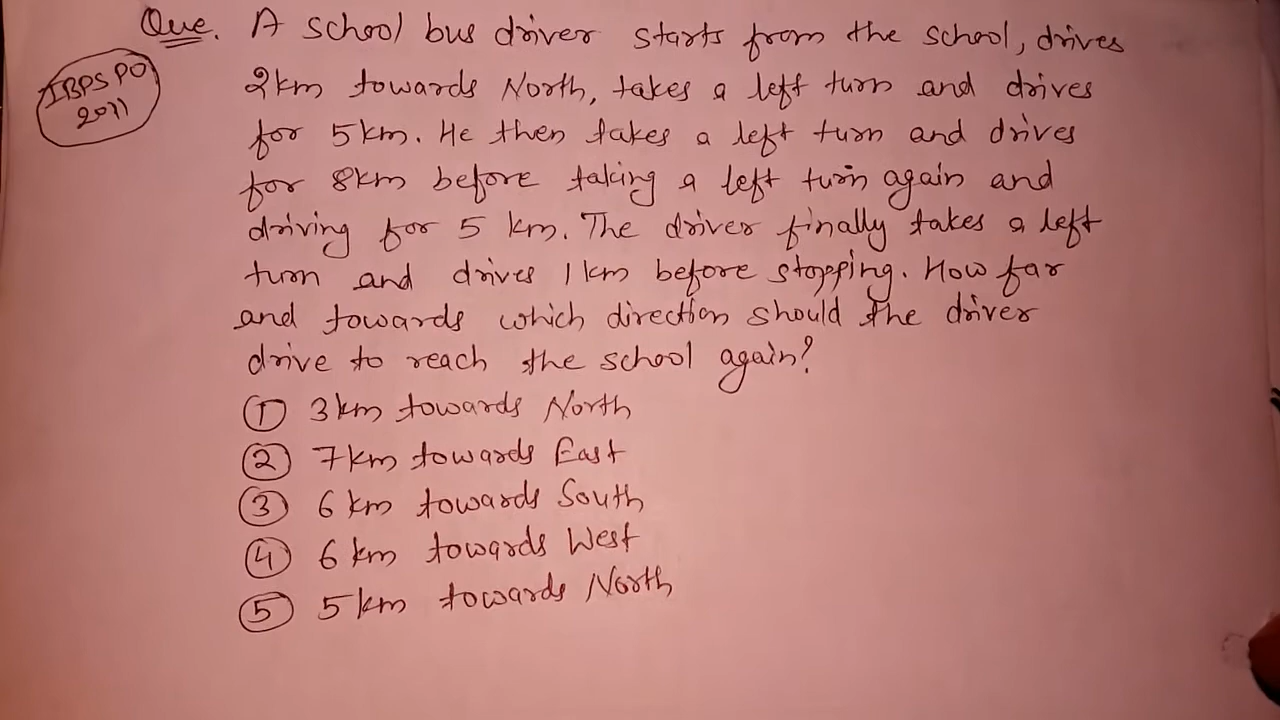 Que. A school bus driver starts from the school, drives
IBPS PO
2011
2km towards North, takes a left turn and drives
for 5km. He then takes a left turn and drives
for 8km before taking a left turn again and
driving for 5 km. The driver finally takes a left
turn and drives 1km before stopping. How far
and towards which direction should the driver
drive to reach the school again?
① 3km towards North
② 7km towards East
③ 6 km towards South
④ 6 km towards West
⑤ 5 km towards North